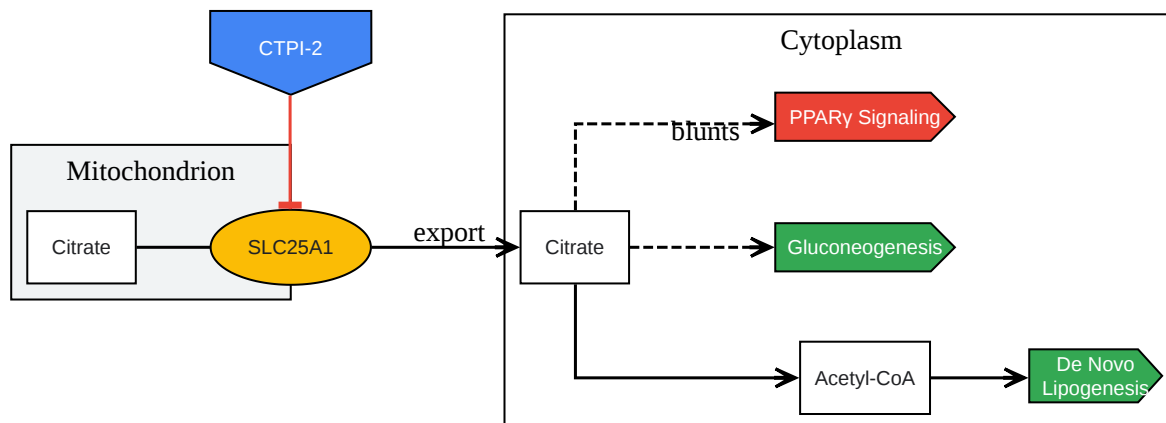 CTPI-2
Cytoplasm
PPARγ Signaling
blunts
Mitochondrion
Citrate
SLC25A1
export
Citrate
Gluconeogenesis
Acetyl-CoA
De Novo
Lipogenesis